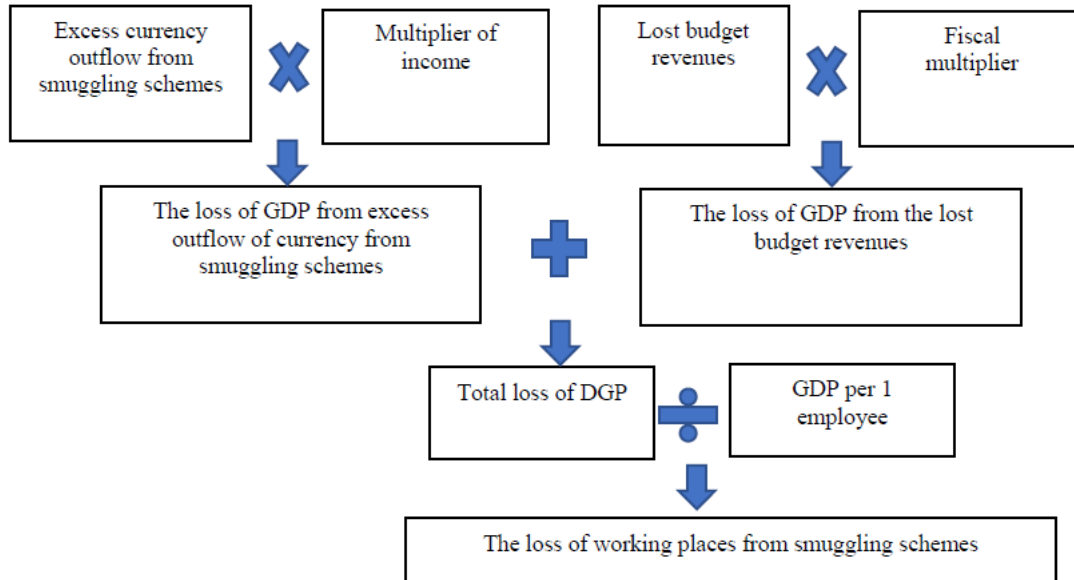 Excess currency
outflow from
smuggling schemes
Multiplier of
income
Lost budget
revenues
Fiscal
multiplier
The loss of GDP from excess
outflow of currency from
smuggling schemes
The loss of GDP from the lost
budget revenues
Total loss of DGP
GDP per 1
employee
The loss of working places from smuggling schemes